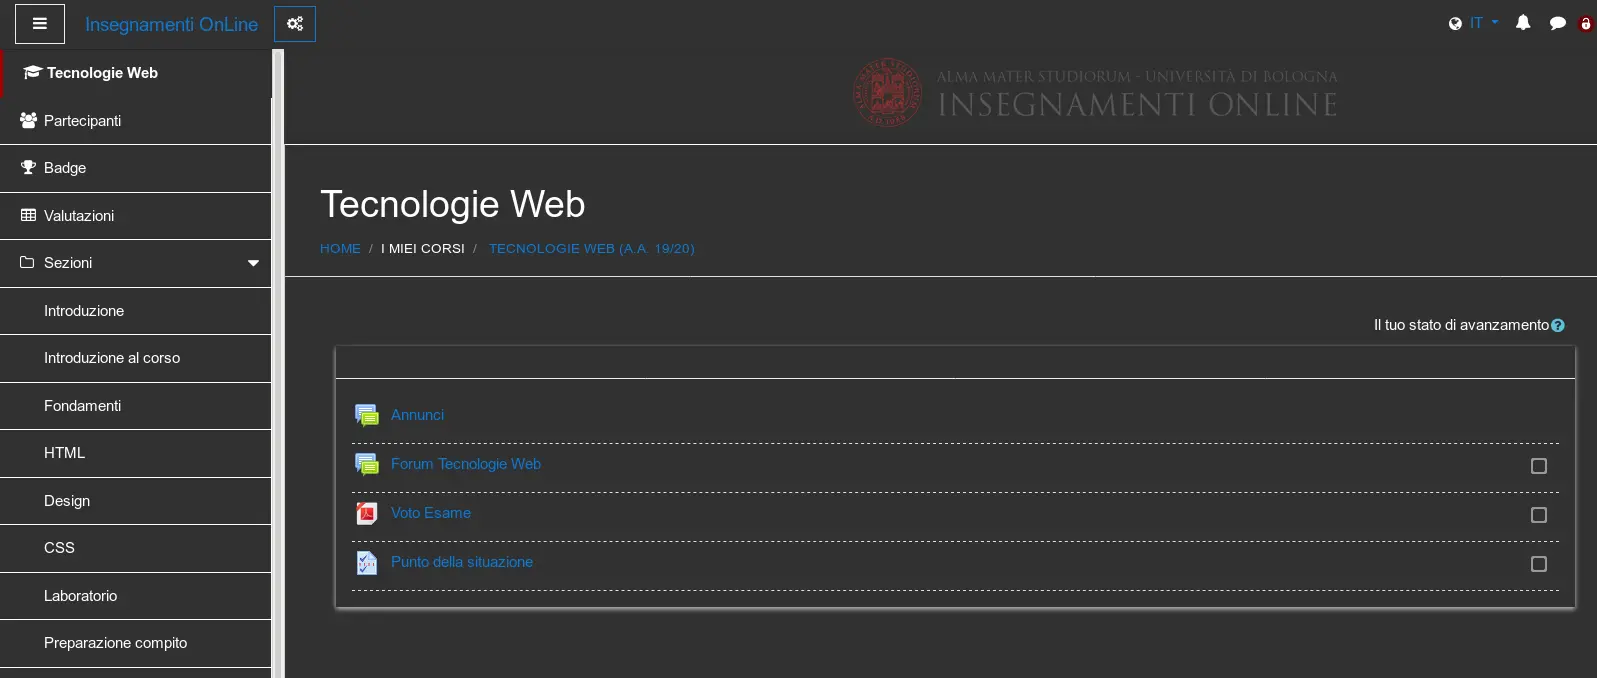 Insegnamenti OnLine
IT
Tecnologie Web
Partecipanti
Badge
Valutazioni
Sezioni
Introduzione
Introduzione al corso
Fondamenti
HTML
Design
CSS
Laboratorio
Preparazione compito
ALMA MATER STUDIORUM - UNIVERSITÀ DI BOLOGNA
INSEGNAMENTI ONLINE
Tecnologie Web
HOME / I MIEI CORSI / TECNOLOGIE WEB (A.A. 19/20)
Il tuo stato di avanzamento
Annunci
Forum Tecnologie Web
Voto Esame
Punto della situazione